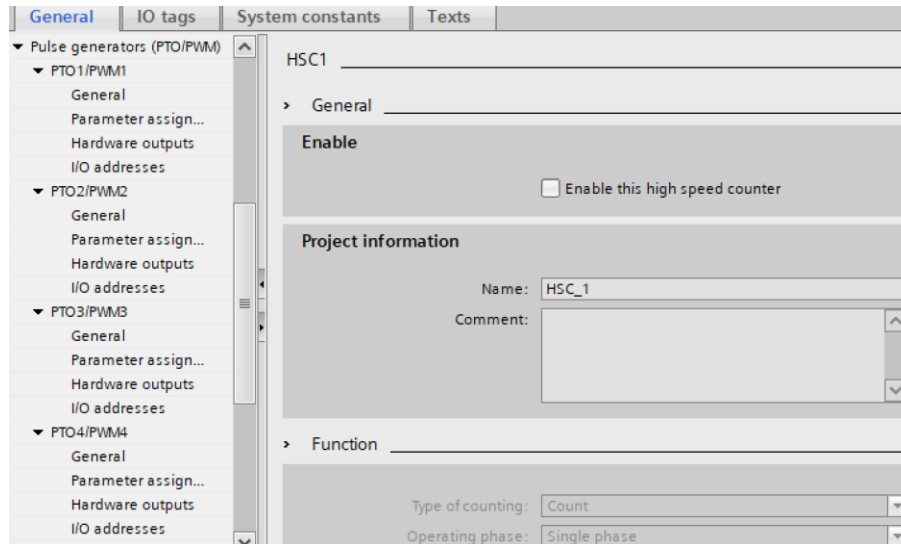 General
IO tags
System constants
Texts
Pulse generators (PTO/PWM)
PTO1/PWM1
General
Parameter assign...
Hardware outputs
I/O addresses
PTO2/PWM2
General
Parameter assign...
Hardware outputs
I/O addresses
PTO3/PWM3
General
Parameter assign...
Hardware outputs
I/O addresses
PTO4/PWM4
General
Parameter assign...
Hardware outputs
I/O addresses
HSC1
General
Enable
Enable this high speed counter
Project information
Name: HSC_1
Comment:
Function
Type of counting: Count
Operating phase: Single phase